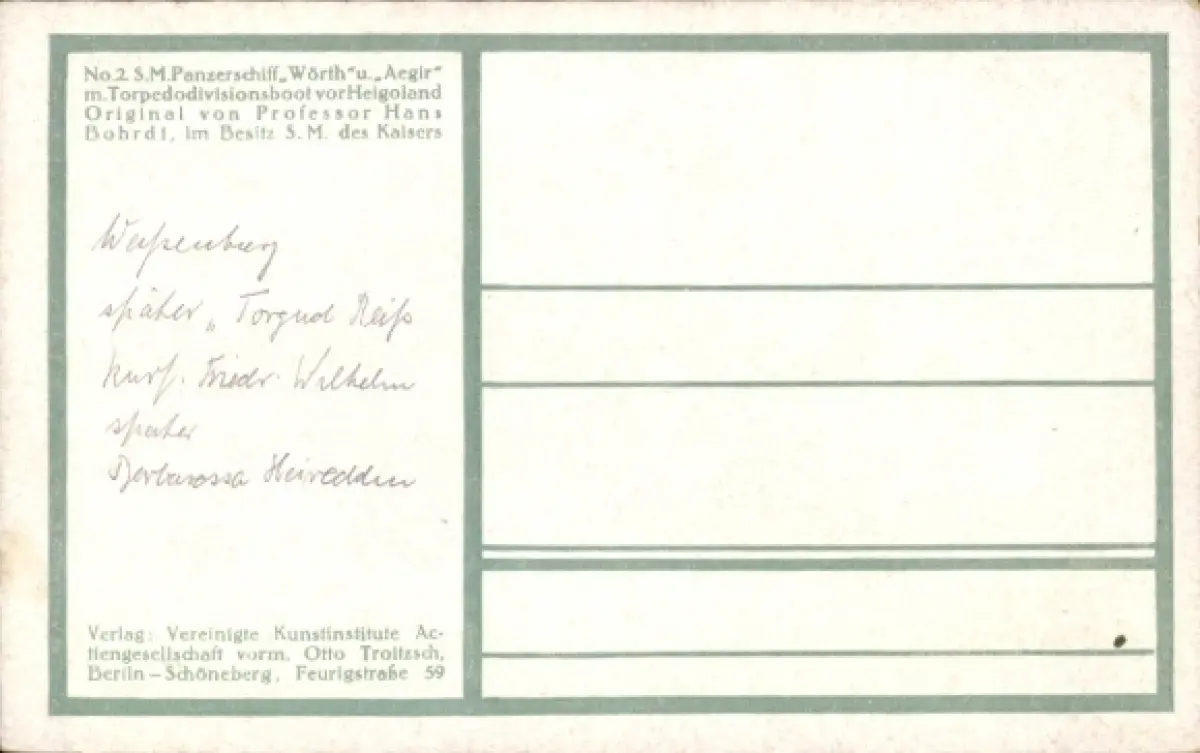 No.2 S.M.Panzerschiff„Wörth“u.„Aegir“
m.Torpedodivisionsboot vor Helgoland
Original von Professor Hans
Bohrdt, im Besitz S.M. des Kaisers
Weißenburg
später „Torgud Reiß
Kurf. Friedr. Wilhelm
später
Barbarossa Heireddin
Verlag: Vereinigte Kunstinstitute Ac-
tiengesellschaft vorm. Otto Troitzsch,
Berlin–Schöneberg, Feurigstraße 59